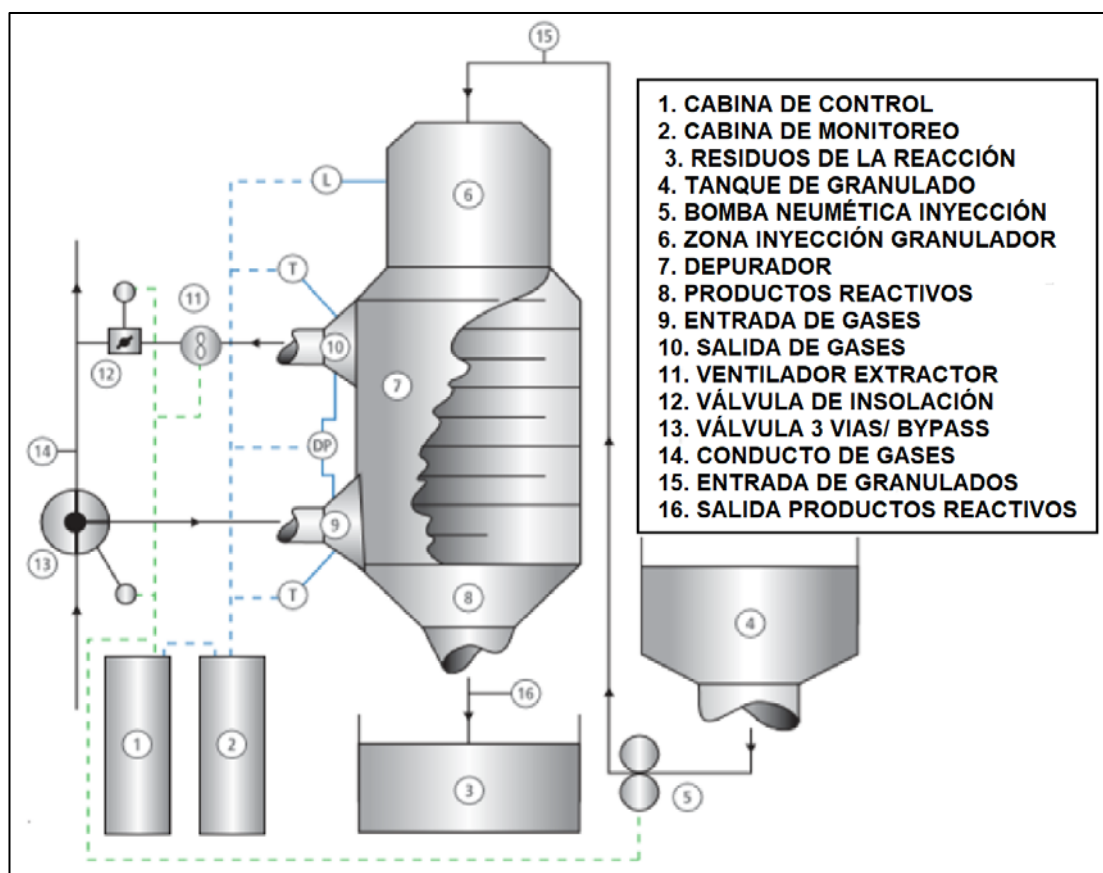 15
1. CABINA DE CONTROL
2. CABINA DE MONITOREO
3. RESIDUOS DE LA REACCIÓN
4. TANQUE DE GRANULADO
5. BOMBA NEUMÉTICA INYECCIÓN
6. ZONA INYECCIÓN GRANULADOR
7. DEPURADOR
8. PRODUCTOS REACTIVOS
9. ENTRADA DE GASES
10. SALIDA DE GASES
11. VENTILADOR EXTRACTOR
12. VÁLVULA DE INSOLACIÓN
13. VÁLVULA 3 VIAS/ BYPASS
14. CONDUCTO DE GASES
15. ENTRADA DE GRANULADOS
16. SALIDA PRODUCTOS REACTIVOS
L
6
T
11
10
12
7
14
DP
9
13
T
8
4
16
1
2
3
5